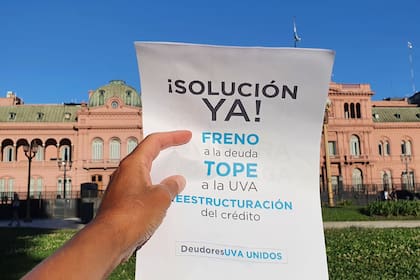 ¡SOLUCIÓN
YA!
FRENO
a la deuda
TOPE
a la UVA
REESTRUCTURACIÓN
del crédito
DeudoresUVA UNIDOS